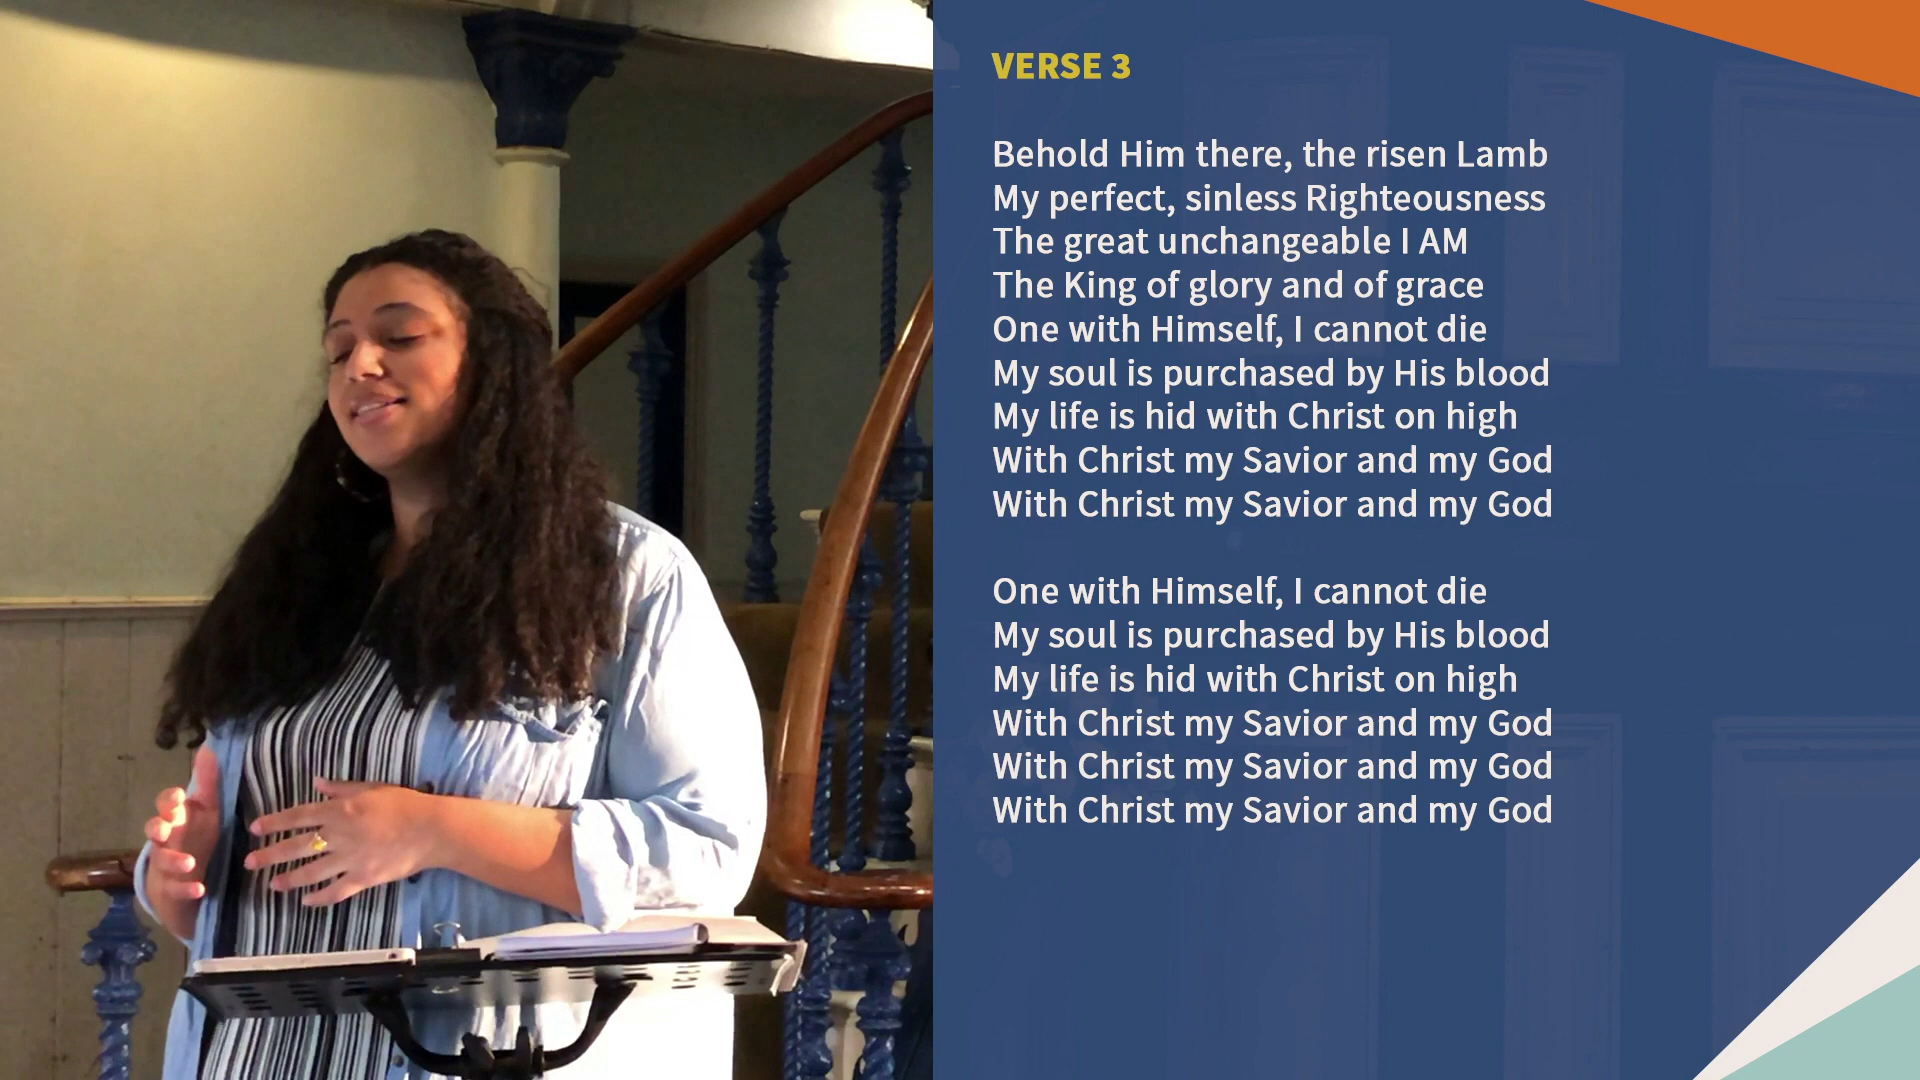 VERSE 3
Behold Him there, the risen Lamb
My perfect, sinless Righteousness
The great unchangeable I AM
The King of glory and of grace
One with Himself, I cannot die
My soul is purchased by His blood
My life is hid with Christ on high
With Christ my Savior and my God
With Christ my Savior and my God
One with Himself, I cannot die
My soul is purchased by His blood
My life is hid with Christ on high
With Christ my Savior and my God
With Christ my Savior and my God
With Christ my Savior and my God